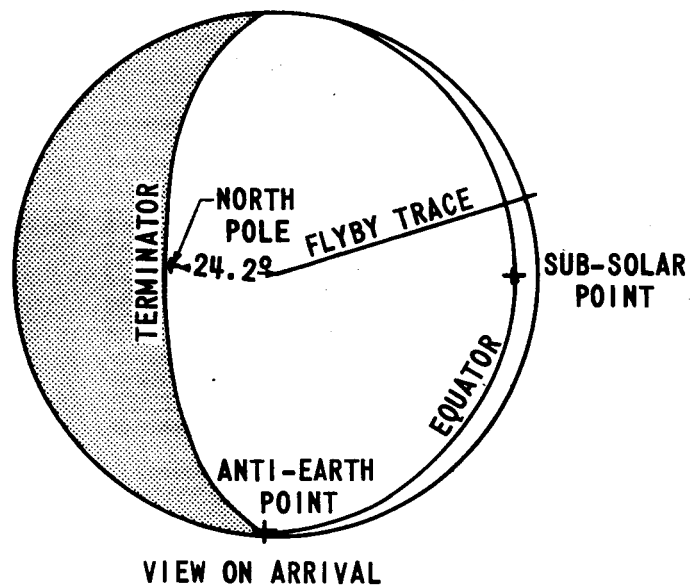 TERMINATOR
NORTH
POLE
24.2°
FLYBY TRACE
SUB-SOLAR
POINT
EQUATOR
ANTI-EARTH
POINT
VIEW ON ARRIVAL